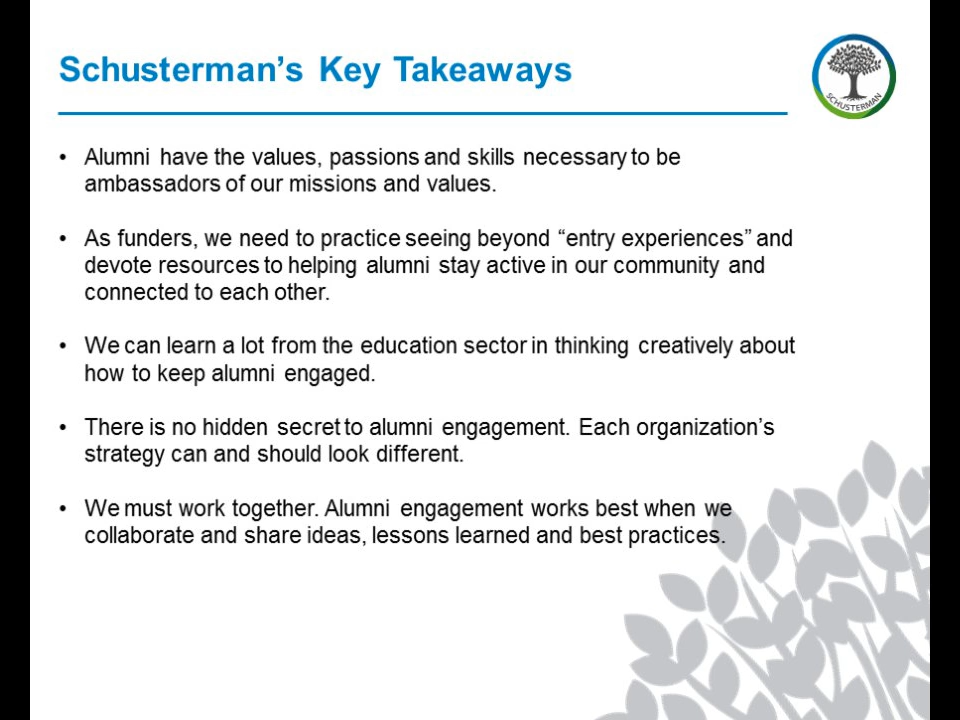 Schusterman’s Key Takeaways
SCHUSTERMAN
• Alumni have the values, passions and skills necessary to be
ambassadors of our missions and values.
• As funders, we need to practice seeing beyond “entry experiences” and
devote resources to helping alumni stay active in our community and
connected to each other.
• We can learn a lot from the education sector in thinking creatively about
how to keep alumni engaged.
• There is no hidden secret to alumni engagement. Each organization’s
strategy can and should look different.
• We must work together. Alumni engagement works best when we
collaborate and share ideas, lessons learned and best practices.